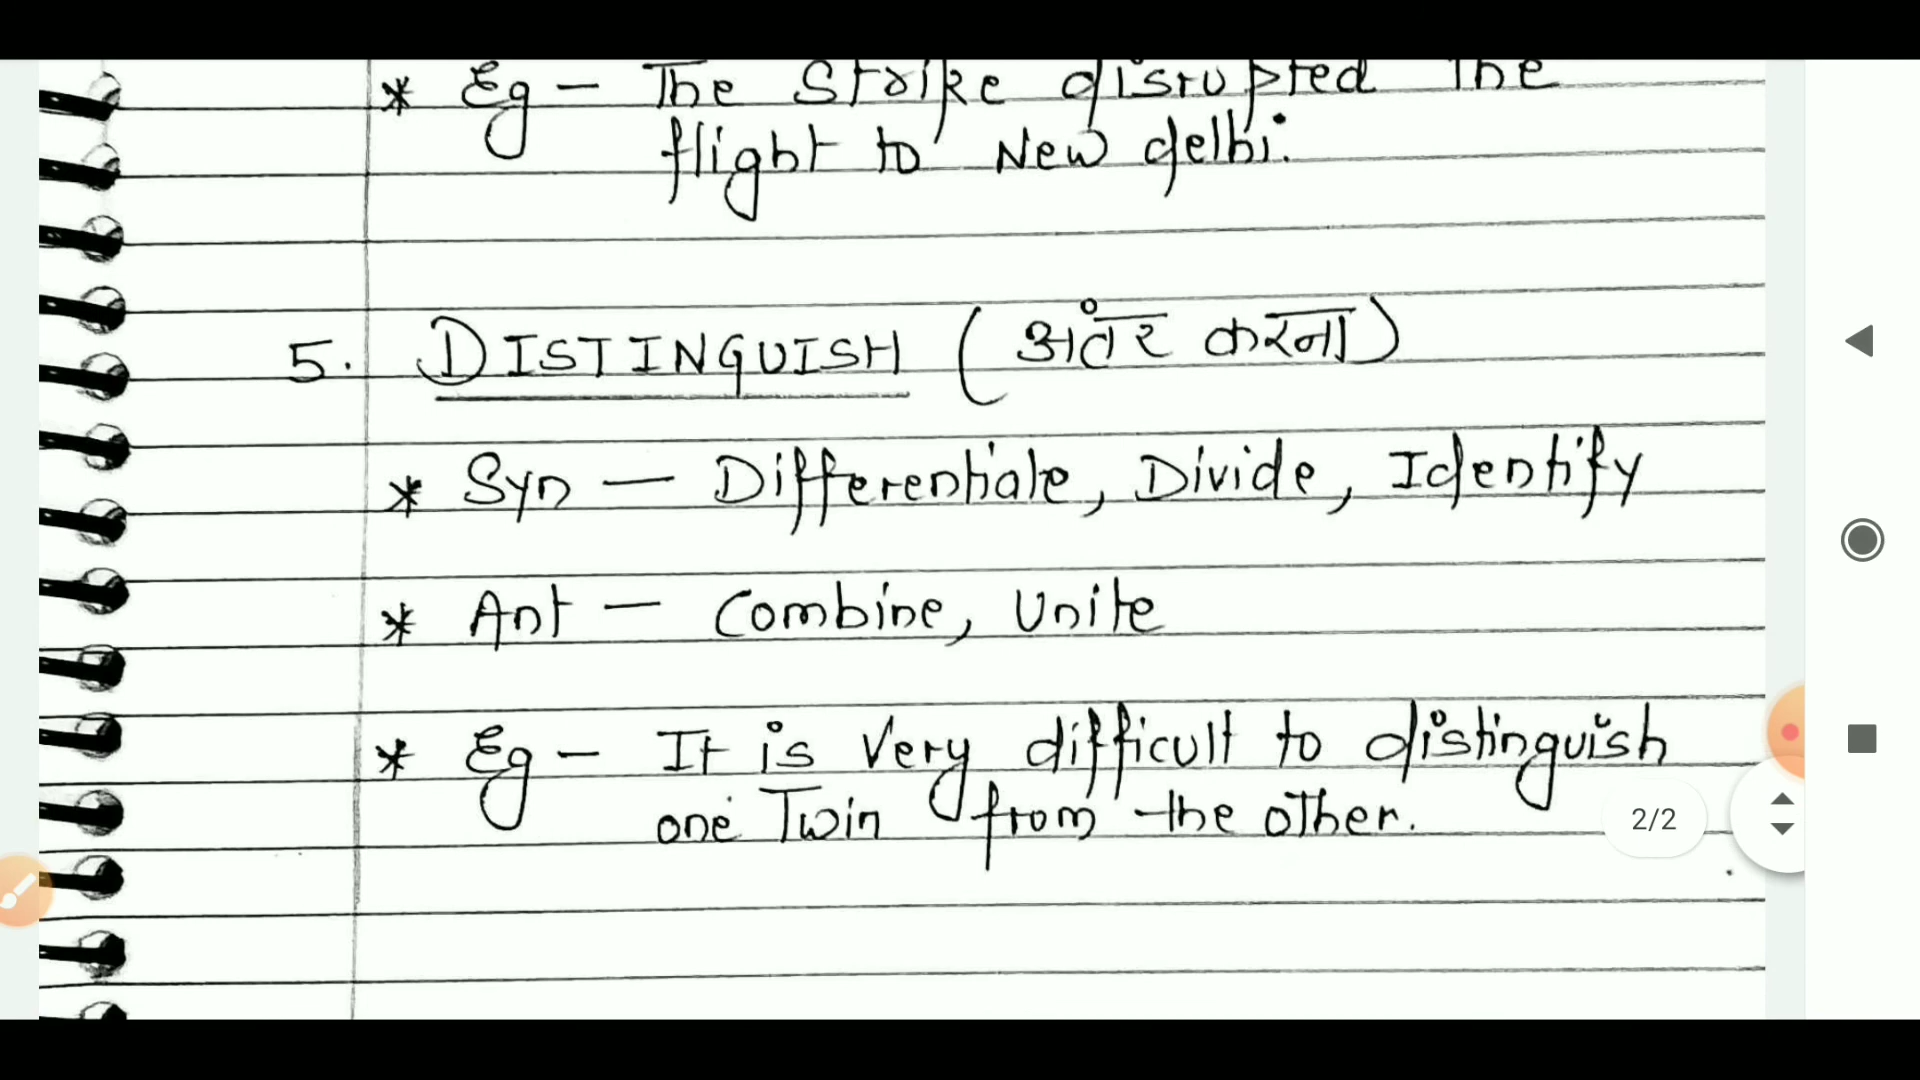 * Eg - The Strike disrupted the
flight to New delhi.
5. DISTINGUISH (अंतर करना)
* Syn - Differentiate, Divide, Identify
* Ant - Combine, Unite
* Eg - It is very difficult to distinguish
one Twin from the other.
2/2